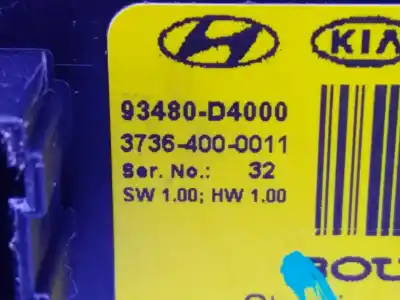 KIA
93480-D4000
3736-400-0011
Ser. No.: 32
SW 1.00; HW 1.00